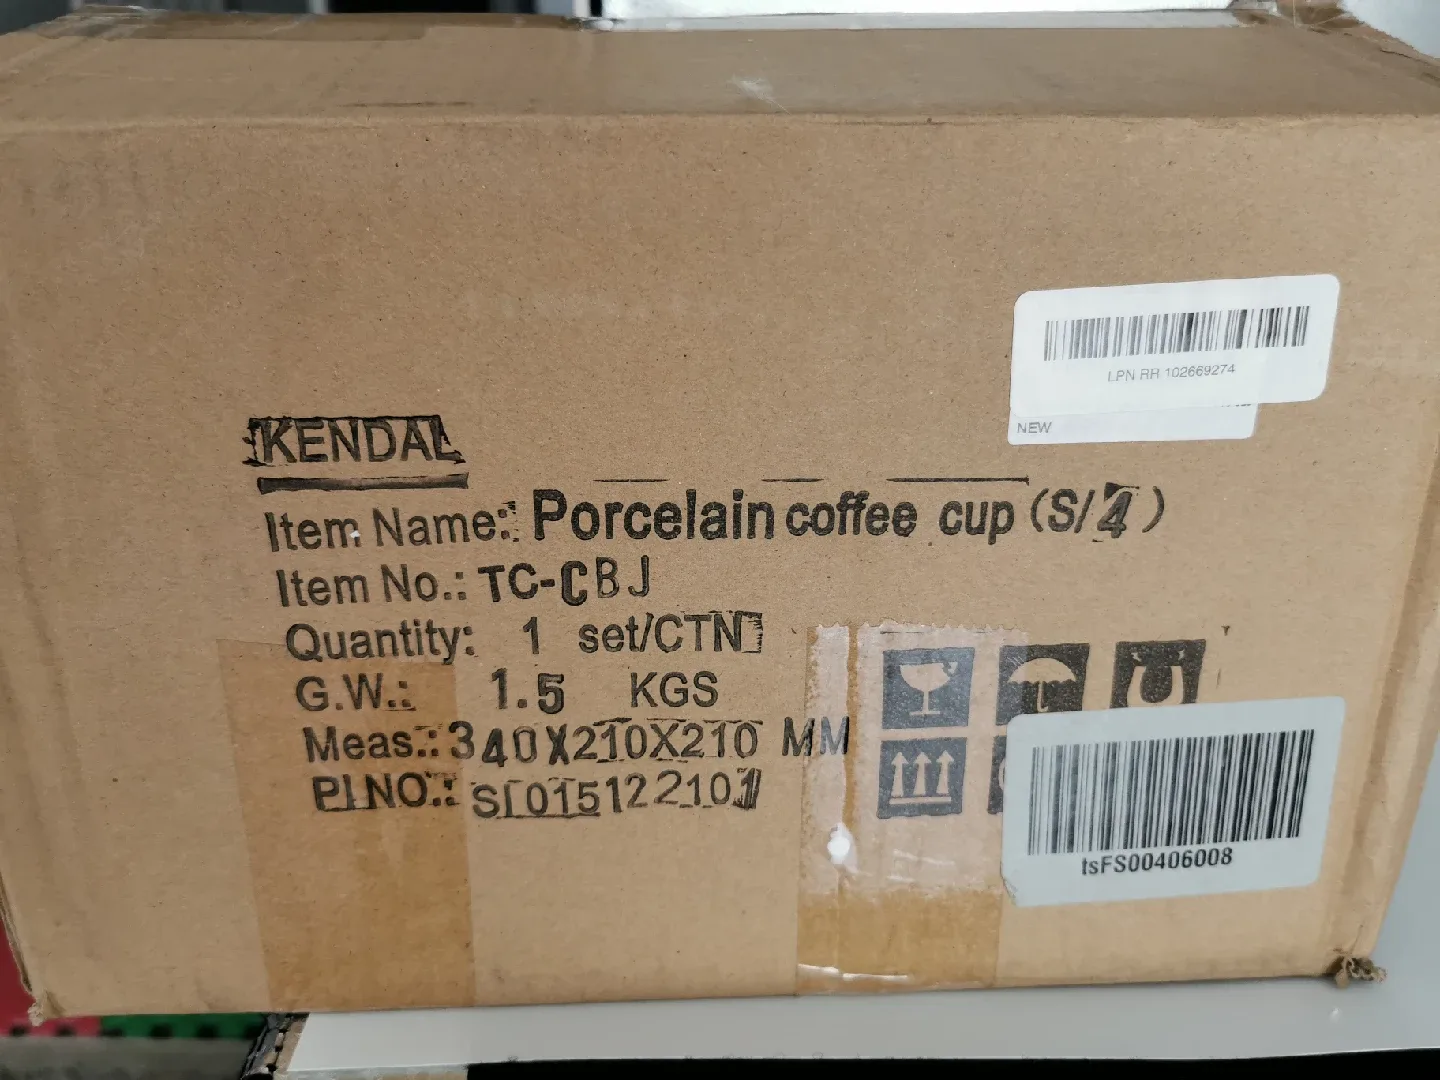 LPN RR 102669274
NEW
KENDAL
Item Name: Porcelain coffee cup (S/4)
Item No.: TC-CBJ
Quantity: 1 set/CTN
G.W.: 1.5 KGS
Meas.: 340X210X210 MM
PI NO.: SI015122101
tsFS00406008